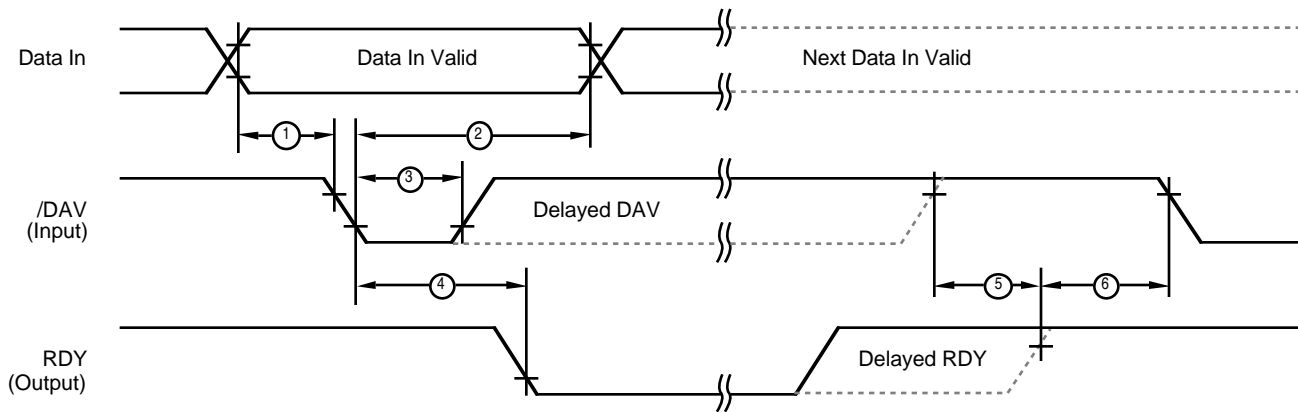 Data In
Data In Valid
Next Data In Valid
1
2
3
/DAV
(Input)
Delayed DAV
4
5
6
RDY
(Output)
Delayed RDY